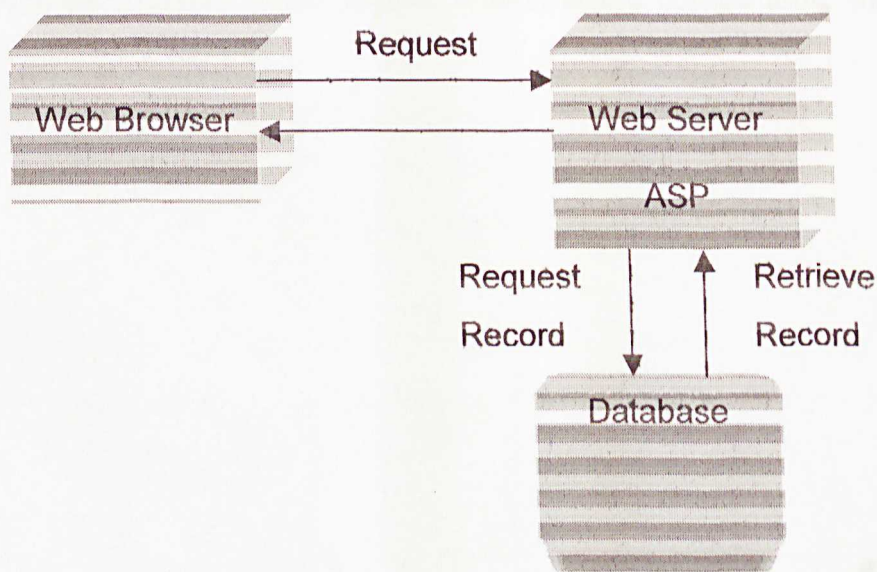 Request
Web Browser
Web Server
ASP
Request
Record
Retrieve
Record
Database